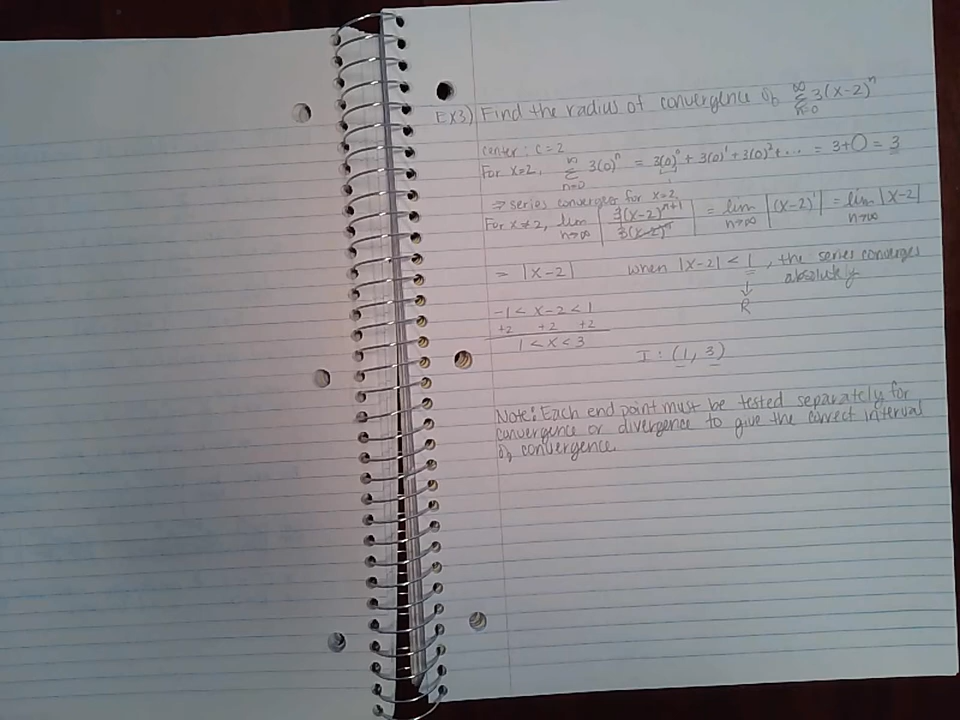 Ex3) Find the radius of convergence of ∞ Σ n=0 3(x-2)^n
center: c=2
For x=2, n Σ n=0 3(0)^n = 3(0)^0 + 3(0)^1 + 3(0)^2 + ... = 3+0 = 3
1
⇒ series converges for x=2
For x≠2, lim n→∞ |3(x-2)^(n+1) / 3(x-2)^n| = lim n→∞ |(x-2)^1| = lim n→∞ |x-2|
= |x-2| when |x-2| < 1, the series converges
absolutely
↓
R
-1 < x-2 < 1
+2 +2 +2
1 < x < 3
I: (1, 3)
Note: Each end point must be tested separately for
convergence or divergence to give the correct interval
of convergence.